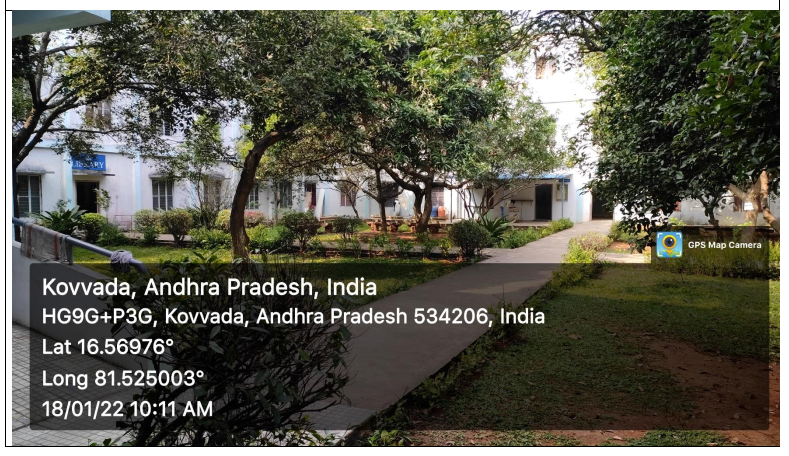 LIBRARY
GPS Map Camera
Kovvada, Andhra Pradesh, India
HG9G+P3G, Kovvada, Andhra Pradesh 534206, India
Lat 16.56976°
Long 81.525003°
18/01/22 10:11 AM